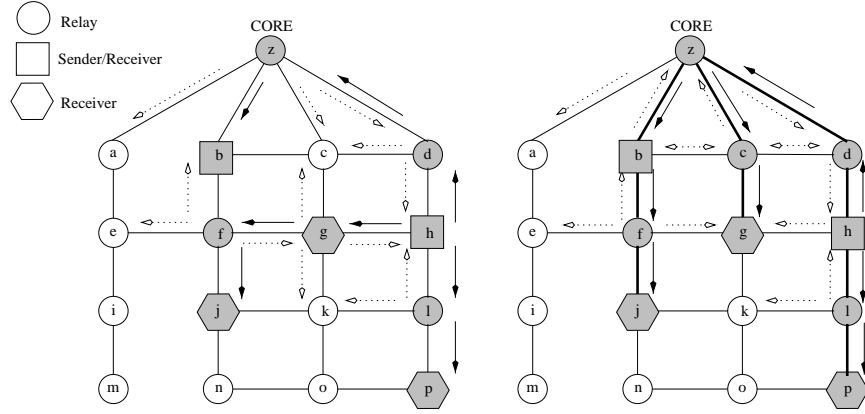 CORE
CORE
Relay
z
z
Sender/Receiver
Receiver
a
b
c
d
a
b
c
d
e
f
g
h
e
f
g
h
i
j
k
l
i
j
k
l
m
n
o
p
m
n
o
p